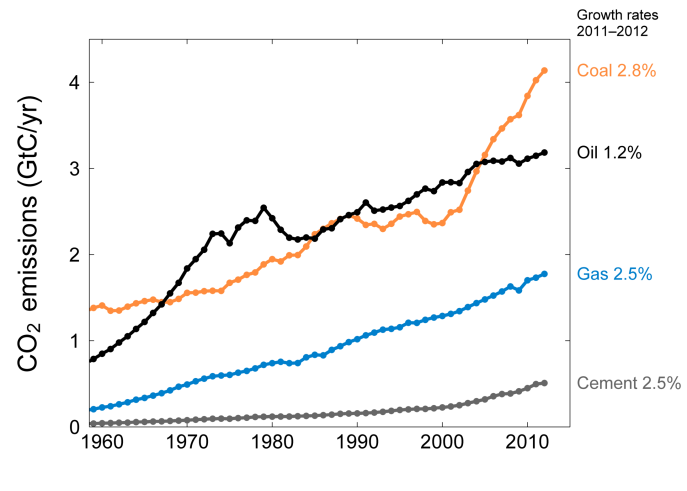 Growth rates
2011–2012
Coal 2.8%
Oil 1.2%
Gas 2.5%
Cement 2.5%
CO2 emissions (GtC/yr)
4
3
2
1
0
1960 1970 1980 1990 2000 2010